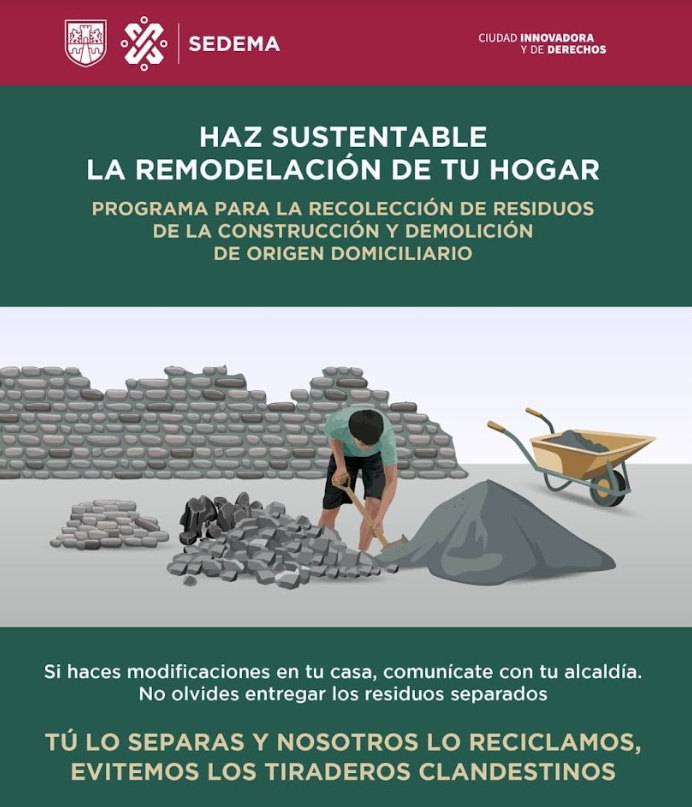 SEDEMA
CIUDAD INNOVADORA
Y DE DERECHOS
HAZ SUSTENTABLE
LA REMODELACIÓN DE TU HOGAR
PROGRAMA PARA LA RECOLECCIÓN DE RESIDUOS
DE LA CONSTRUCCIÓN Y DEMOLICIÓN
DE ORIGEN DOMICILIARIO
Si haces modificaciones en tu casa, comunícate con tu alcaldía.
No olvides entregar los residuos separados
TÚ LO SEPARAS Y NOSOTROS LO RECICLAMOS,
EVITEMOS LOS TIRADEROS CLANDESTINOS